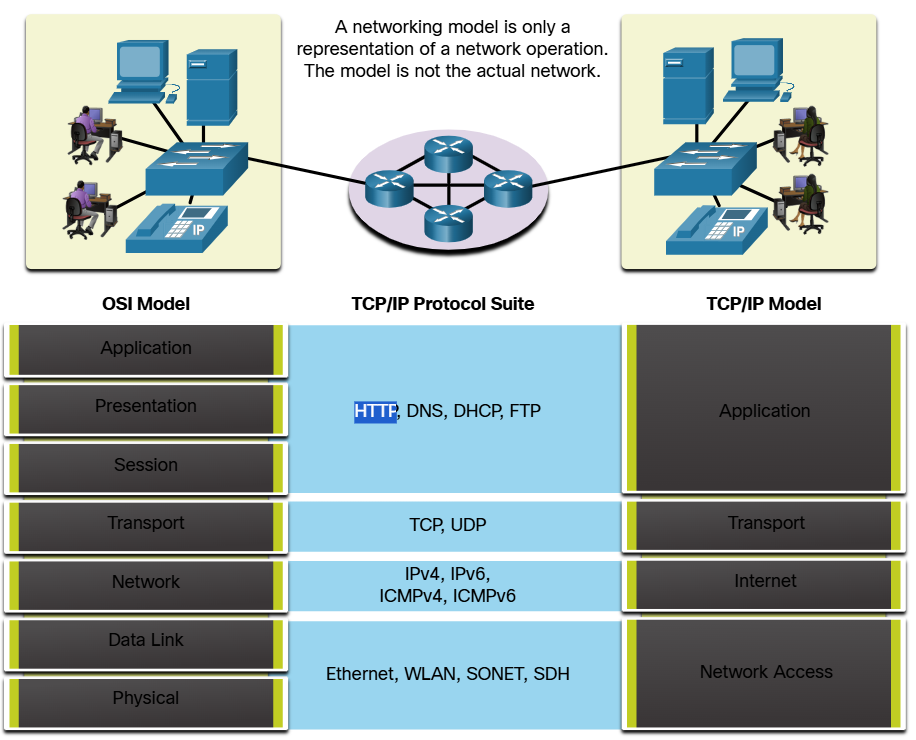 A networking model is only a
representation of a network operation.
The model is not the actual network.
IP
IP
OSI Model
TCP/IP Protocol Suite
TCP/IP Model
Application
Presentation
Session
Transport
Network
Data Link
Physical
HTTP, DNS, DHCP, FTP
TCP, UDP
IPv4, IPv6,
ICMPv4, ICMPv6
Ethernet, WLAN, SONET, SDH
Application
Transport
Internet
Network Access